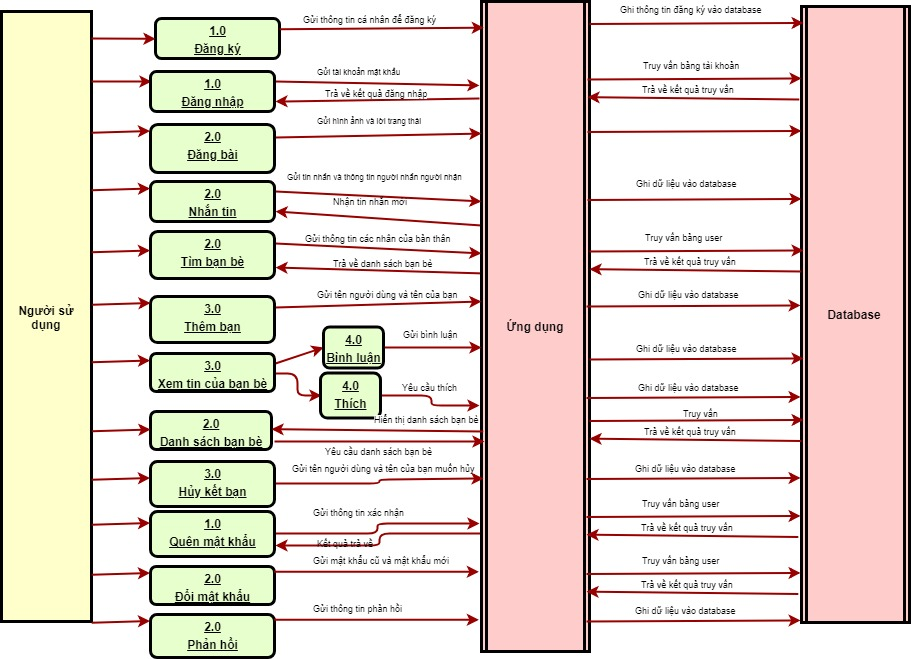 Người sử
dụng
1.0
Đăng ký
Gửi thông tin cá nhân để đăng ký
Ghi thông tin đăng ký vào database
1.0
Đăng nhập
Gửi tài khoản mật khẩu
Trả về kết quả đăng nhập
Truy vấn bằng tài khoản
Trả về kết quả truy vấn
2.0
Đăng bài
Gửi hình ảnh và lời trạng thái
2.0
Nhắn tin
Gửi tin nhắn và thông tin người nhắn người nhận
Nhận tin nhắn mới
Ghi dữ liệu vào database
2.0
Tìm bạn bè
Gửi thông tin các nhân của bản thân
Trả về danh sách bạn bè
Truy vấn bằng user
Trả về kết quả truy vấn
3.0
Thêm bạn
Gửi tên người dùng và tên của bạn
Ghi dữ liệu vào database
3.0
Xem tin của bạn bè
4.0
Bình luận
Gửi bình luận
Ghi dữ liệu vào database
4.0
Thích
Yêu cầu thích
Ghi dữ liệu vào database
2.0
Danh sách bạn bè
Hiển thị danh sách bạn bè
Yêu cầu danh sách bạn bè
Truy vấn
Trả về kết quả truy vấn
3.0
Hủy kết bạn
Gửi tên người dùng và tên của bạn muốn hủy
Ghi dữ liệu vào database
1.0
Quên mật khẩu
Gửi thông tin xác nhận
Kết quả trả về
Truy vấn bằng user
Trả về kết quả truy vấn
2.0
Đổi mật khẩu
Gửi mật khẩu cũ và mật khẩu mới
Truy vấn bằng user
Trả về kết quả truy vấn
2.0
Phản hồi
Gửi thông tin phản hồi
Ghi dữ liệu vào database
Ứng dụng
Database